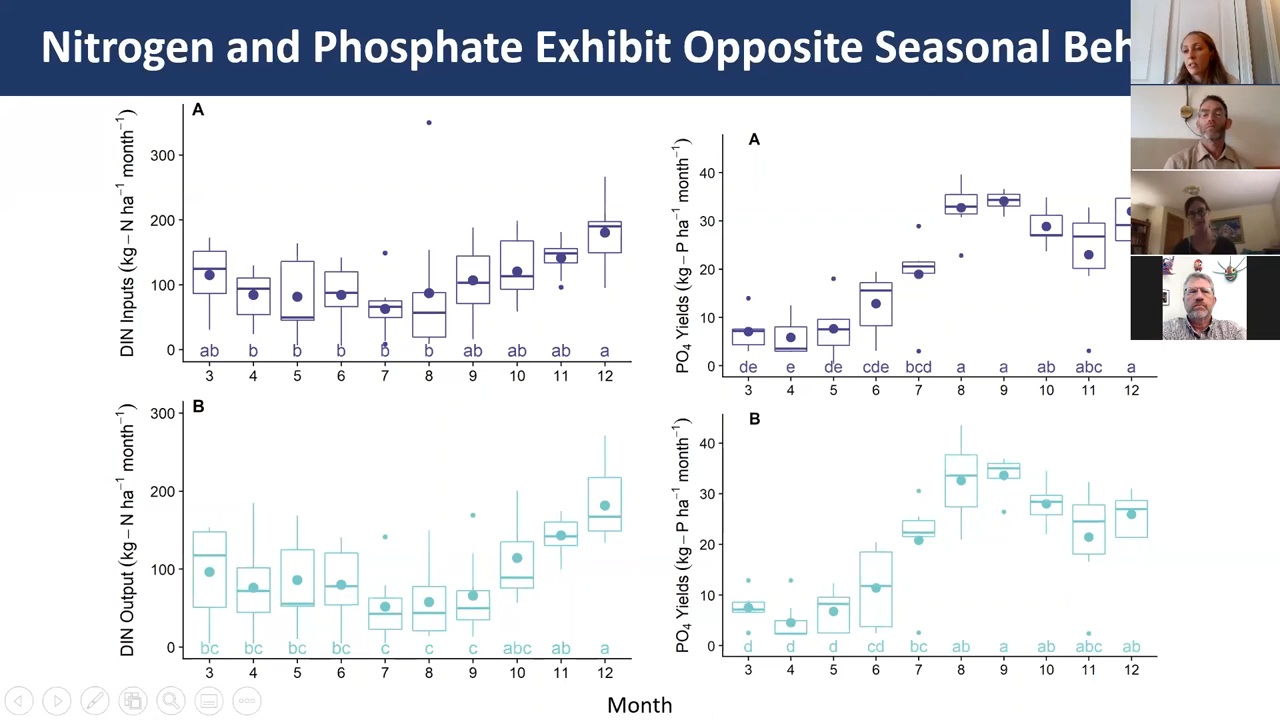 Nitrogen and Phosphate Exhibit Opposite Seasonal Beh
A
DIN Inputs (kg−N ha⁻¹ month⁻¹)
300
200
100
0
ab b b b b b ab ab ab a
3 4 5 6 7 8 9 10 11 12
B
DIN Output (kg−N ha⁻¹ month⁻¹)
300
200
100
0
bc bc bc bc c c c abc ab a
3 4 5 6 7 8 9 10 11 12
A
PO₄ Yields (kg−P ha⁻¹ month⁻¹)
40
30
20
10
0
de e de cde bcd a a ab abc a
3 4 5 6 7 8 9 10 11 12
B
PO₄ Yields (kg−P ha⁻¹ month⁻¹)
40
30
20
10
0
d d d cd bc ab a ab abc ab
3 4 5 6 7 8 9 10 11 12
Month